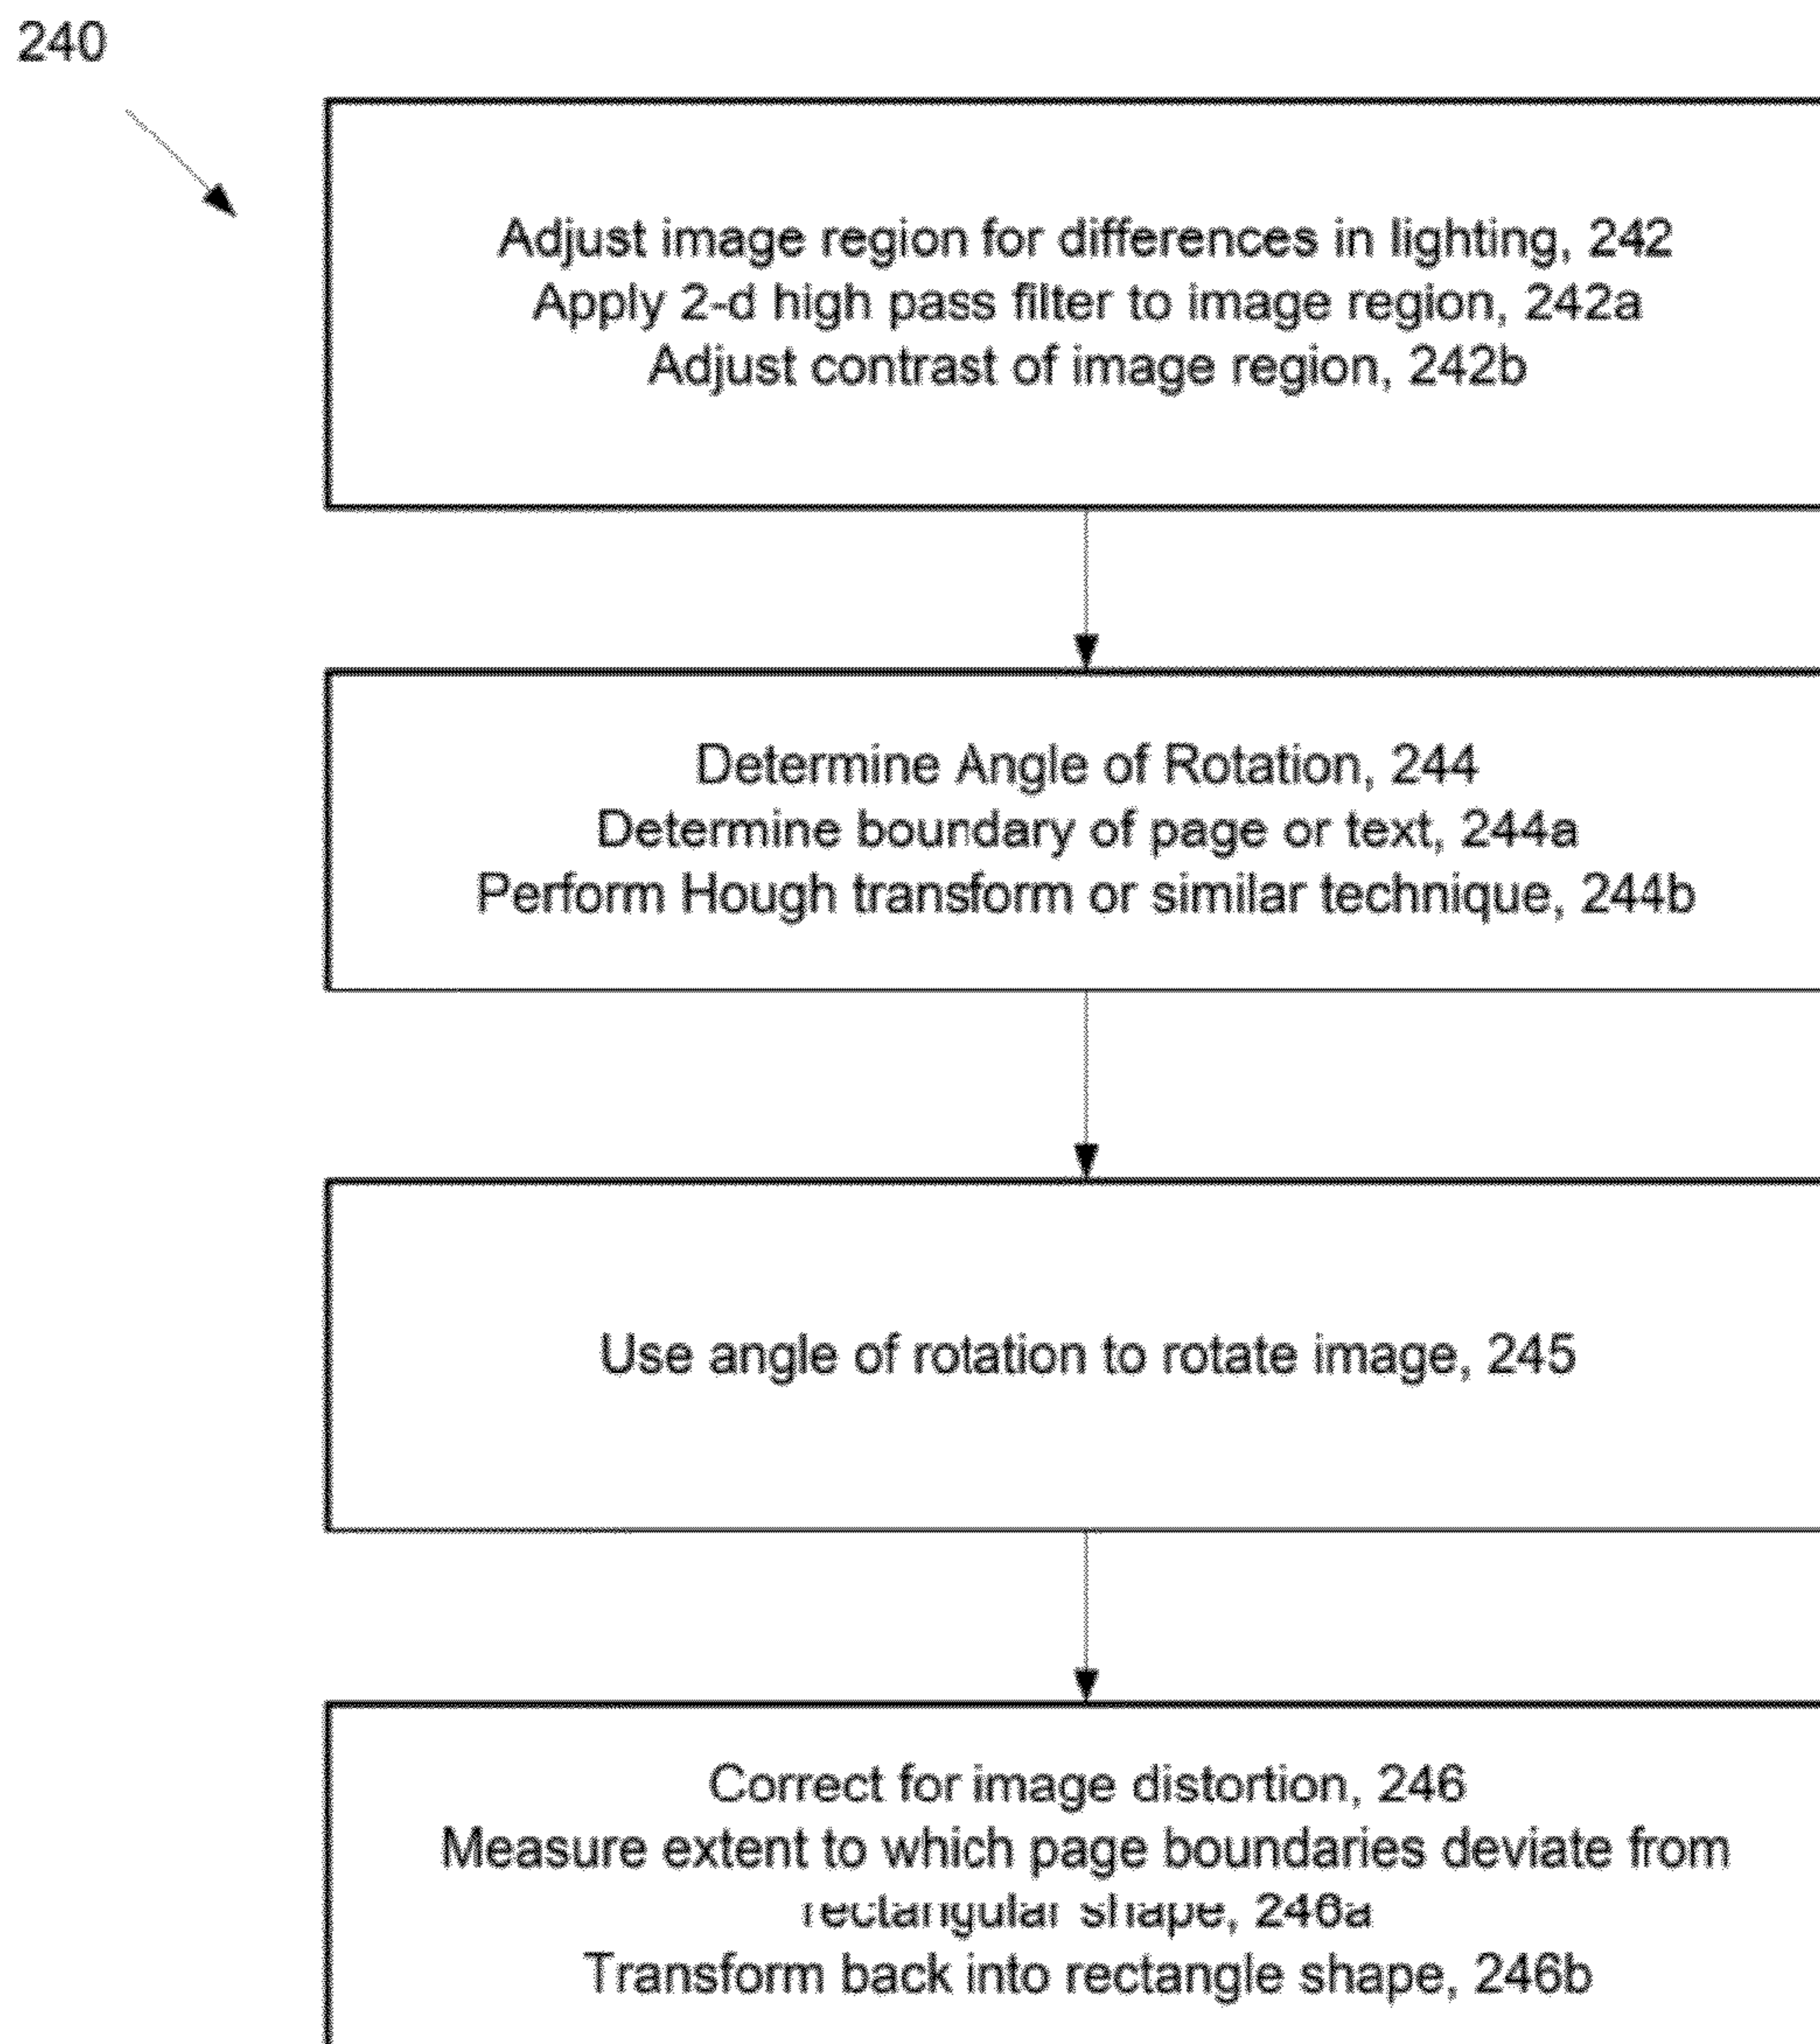 240
Adjust image region for differences in lighting, 242
Apply 2-d high pass filter to image region, 242a
Adjust contrast of image region, 242b
Determine Angle of Rotation, 244
Determine boundary of page or text, 244a
Perform Hough transform or similar technique, 244b
Use angle of rotation to rotate image, 245
Correct for image distortion, 246
Measure extent to which page boundaries deviate from
rectangular shape, 246a
Transform back into rectangle shape, 246b